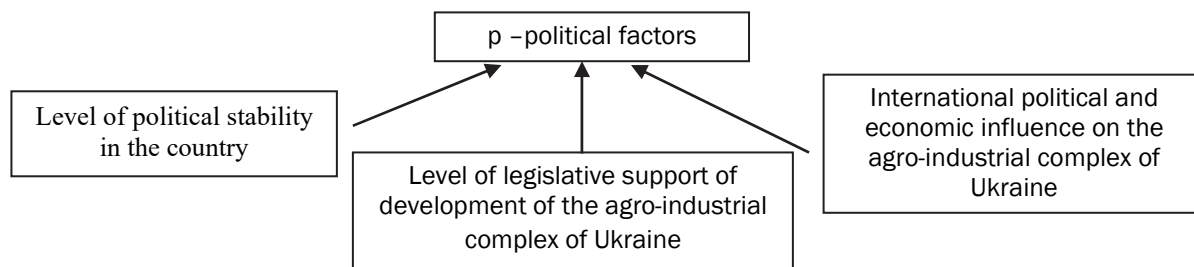 p –political factors
Level of political stability
in the country
Level of legislative support of
development of the agro-industrial
complex of Ukraine
International political and
economic influence on the
agro-industrial complex of
Ukraine